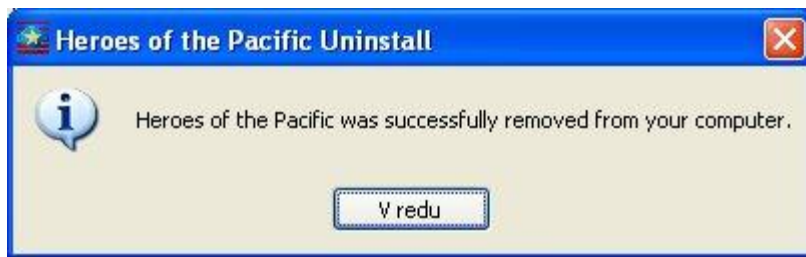 Heroes of the Pacific Uninstall
Heroes of the Pacific was successfully removed from your computer.
V redu